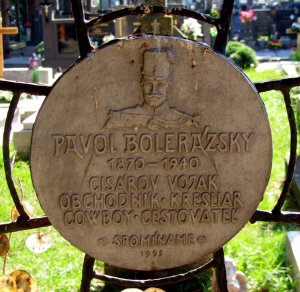 PAVOL BOLERÁZSKY
1870-1940
CISÁROV VOJAK
OBCHODNÍK · KRESLIAR
COWBOY · CESTOVATEĽ
SPOMÍNAME
1995